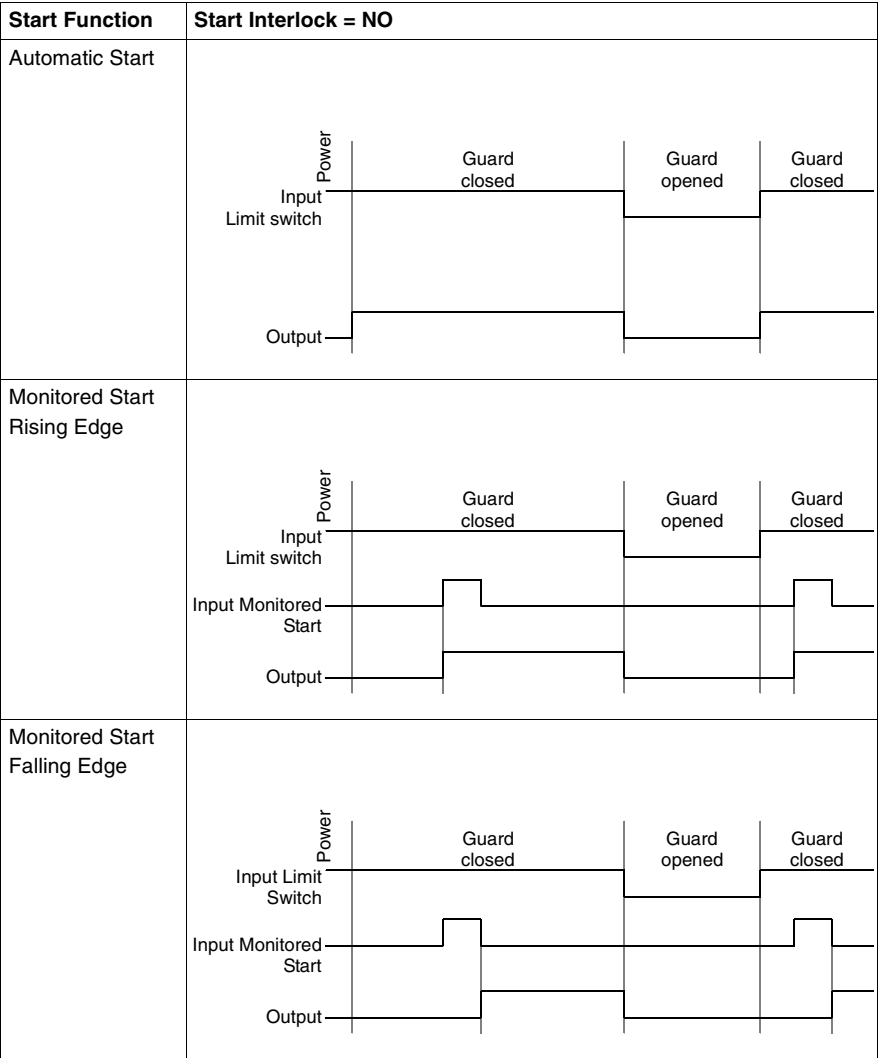 Start Function
Start Interlock = NO
Automatic Start
Power
Guard
closed
Guard
opened
Guard
closed
Input
Limit switch
Output
Monitored Start
Rising Edge
Power
Guard
closed
Guard
opened
Guard
closed
Input
Limit switch
Input Monitored
Start
Output
Monitored Start
Falling Edge
Power
Guard
closed
Guard
opened
Guard
closed
Input Limit
Switch
Input Monitored
Start
Output